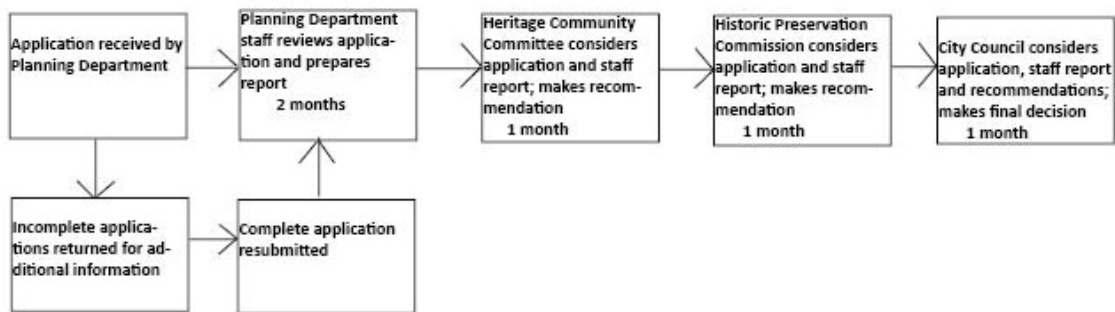 Application received by
Planning Department
Planning Department
staff reviews applica-
tion and prepares
report
2 months
Heritage Community
Committee considers
application and staff
report; makes recom-
mendation
1 month
Historic Preservation
Commission considers
application and staff
report; makes recom-
mendation
1 month
City Council considers
application, staff report
and recommendations;
makes final decision
1 month
Incomplete applica-
tions returned for ad-
ditional information
Complete application
resubmitted